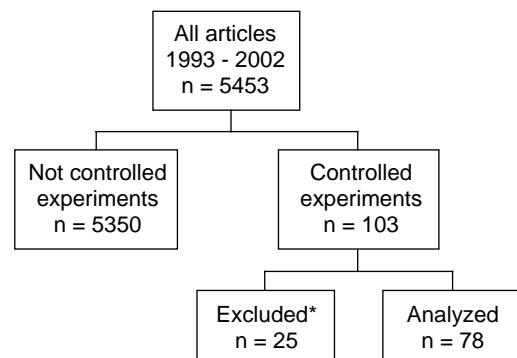 All articles
1993 - 2002
n = 5453
Not controlled
experiments
n = 5350
Controlled
experiments
n = 103
Excluded*
n = 25
Analyzed
n = 78